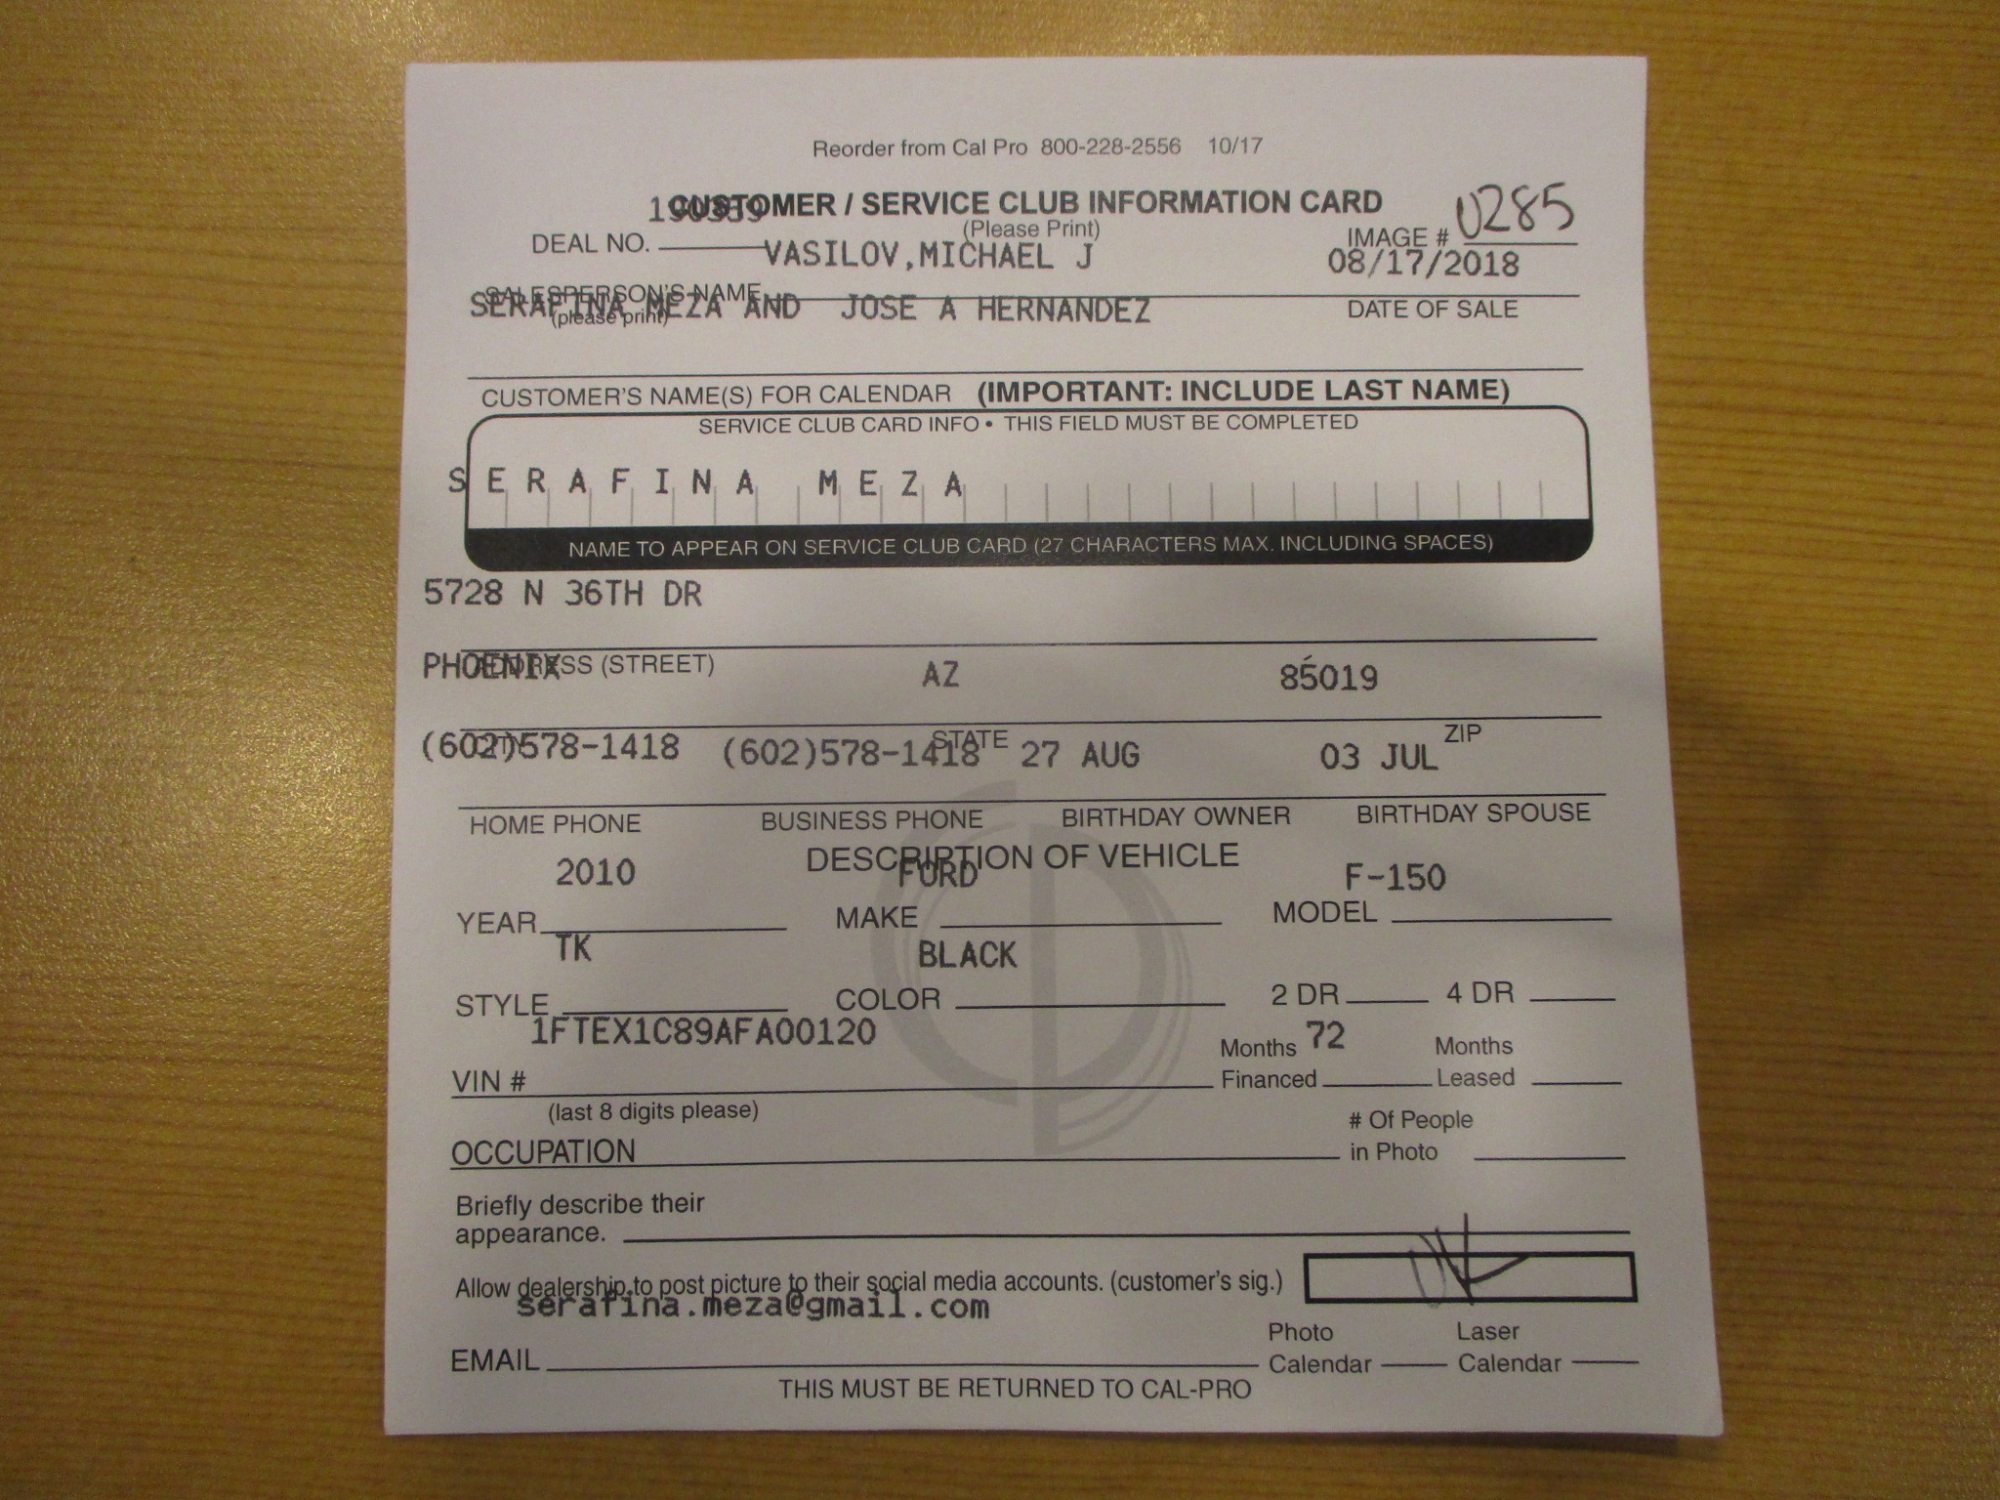 Reorder from Cal Pro 800-228-2556 10/17
CUSTOMER / SERVICE CLUB INFORMATION CARD
(Please Print)
DEAL NO.
VASILOV,MICHAEL J
IMAGE # 0285
08/17/2018
SALESPERSON'S NAME
(please print)
SERAFINA MEZA AND JOSE A HERNANDEZ
DATE OF SALE
CUSTOMER'S NAME(S) FOR CALENDAR (IMPORTANT: INCLUDE LAST NAME)
SERVICE CLUB CARD INFO • THIS FIELD MUST BE COMPLETED
SERAFINA MEZA
NAME TO APPEAR ON SERVICE CLUB CARD (27 CHARACTERS MAX. INCLUDING SPACES)
5728 N 36TH DR
ADDRESS (STREET)
PHOENIX AZ 85019
CITY STATE ZIP
(602)578-1418 (602)578-1418 27 AUG 03 JUL
HOME PHONE BUSINESS PHONE BIRTHDAY OWNER BIRTHDAY SPOUSE
DESCRIPTION OF VEHICLE
2010 FORD F-150
YEAR MAKE MODEL
TK BLACK
STYLE COLOR 2 DR 4 DR
1FTEX1C89AFA00120
VIN # Months Financed 72 Months Leased
(last 8 digits please)
OCCUPATION # Of People in Photo
Briefly describe their
appearance.
Allow dealership to post picture to their social media accounts. (customer's sig.)
serafina.meza@gmail.com
EMAIL Photo Calendar Laser Calendar
THIS MUST BE RETURNED TO CAL-PRO